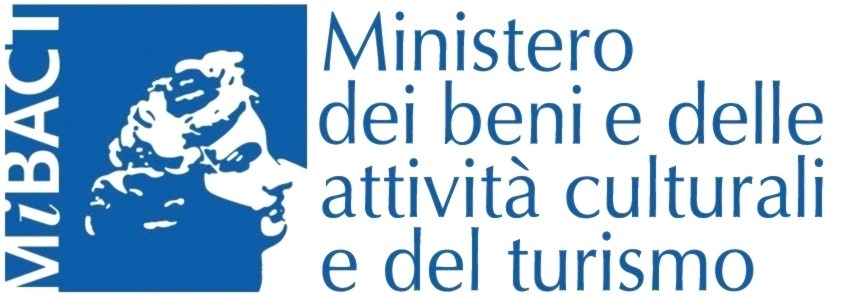 MiBACT
Ministero
dei beni e delle
attività culturali
e del turismo